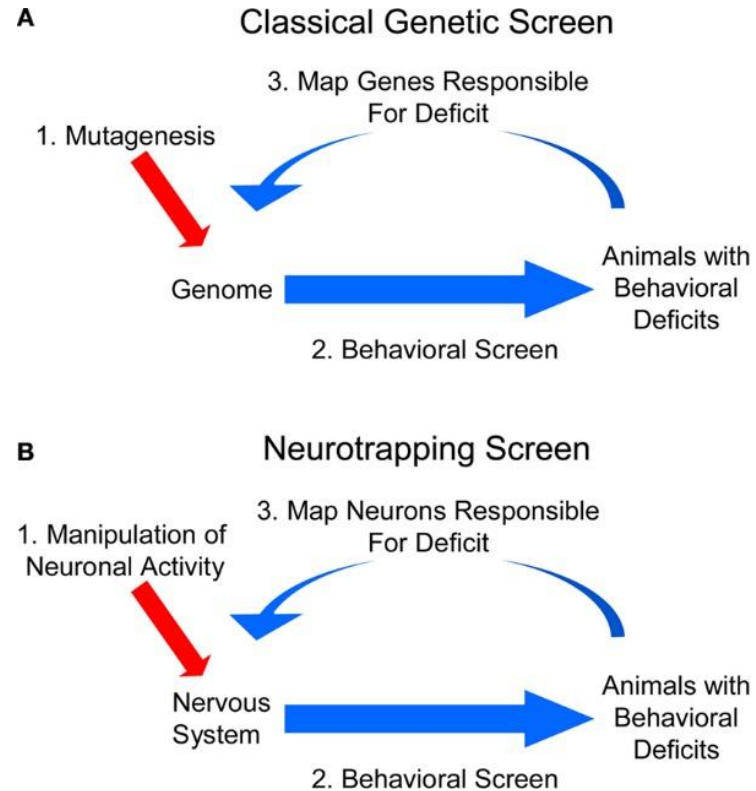 A
Classical Genetic Screen
3. Map Genes Responsible
For Deficit
1. Mutagenesis
Genome
Animals with
Behavioral
Deficits
2. Behavioral Screen
B
Neurotrapping Screen
3. Map Neurons Responsible
For Deficit
1. Manipulation of
Neuronal Activity
Nervous
System
Animals with
Behavioral
Deficits
2. Behavioral Screen